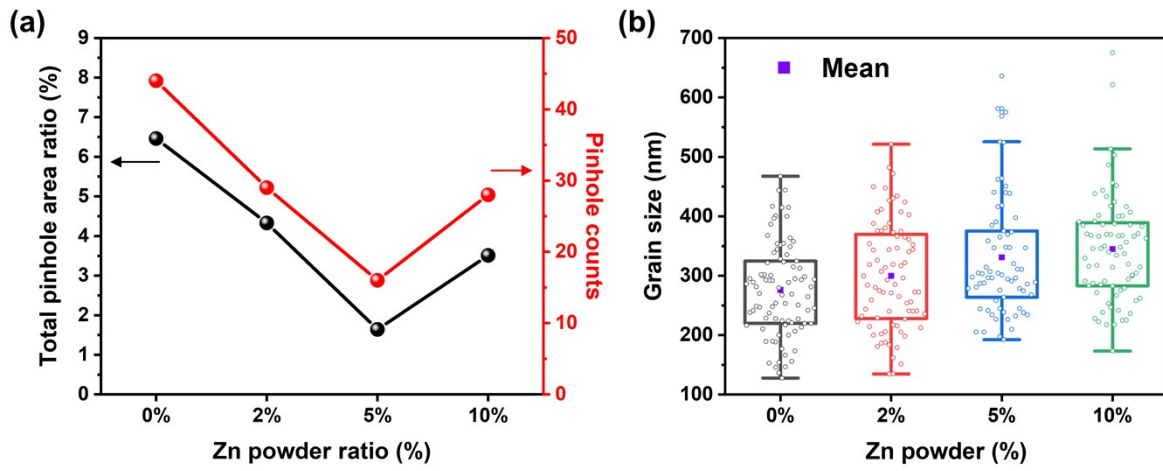 (a)
Total pinhole area ratio (%)
9
8
7
6
5
4
3
2
1
0
50
40
30
20
10
0
Pinhole counts
0% 2% 5% 10%
Zn powder ratio (%)
(b)
Grain size (nm)
700
600
500
400
300
200
100
Mean
0% 2% 5% 10%
Zn powder (%)